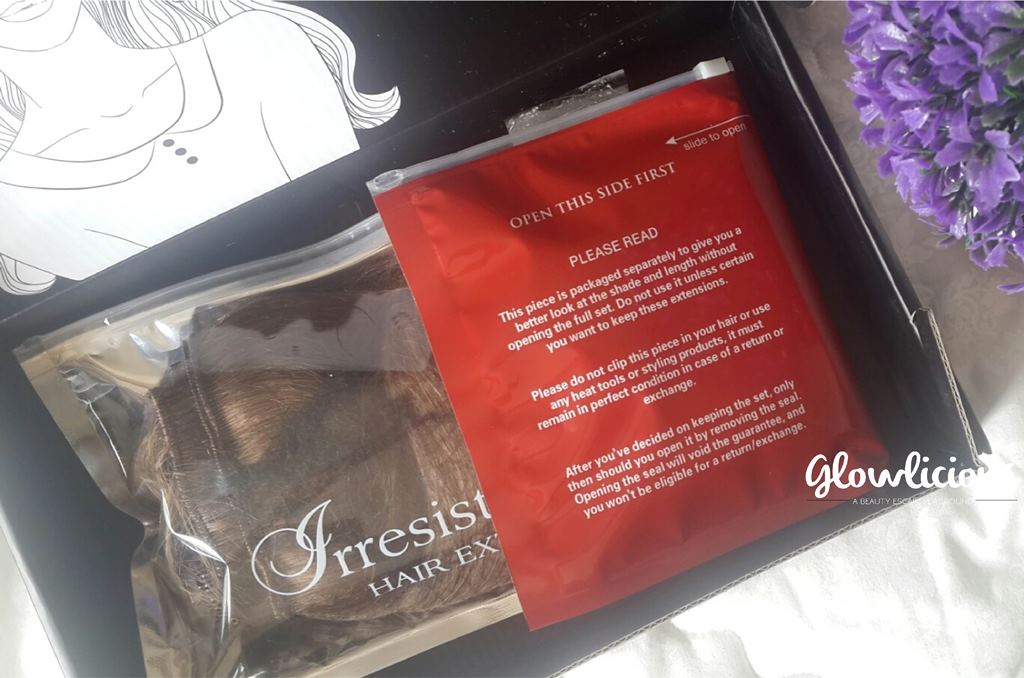 slide to open
OPEN THIS SIDE FIRST
PLEASE READ
This piece is packaged separately to give you a
better look at the shade and length without
opening the full set. Do not use it unless certain
you want to keep these extensions.
Please do not clip this piece in your hair or use
any heat tools or styling products, it must
remain in perfect condition in case of a return or
exchange.
After you've decided on keeping the set, only
then should you open it by removing the seal.
Opening the seal will void the guarantee, and
you won't be eligible for a return/exchange.
Irresist
HAIR EX
Glowlicious
A BEAUTY